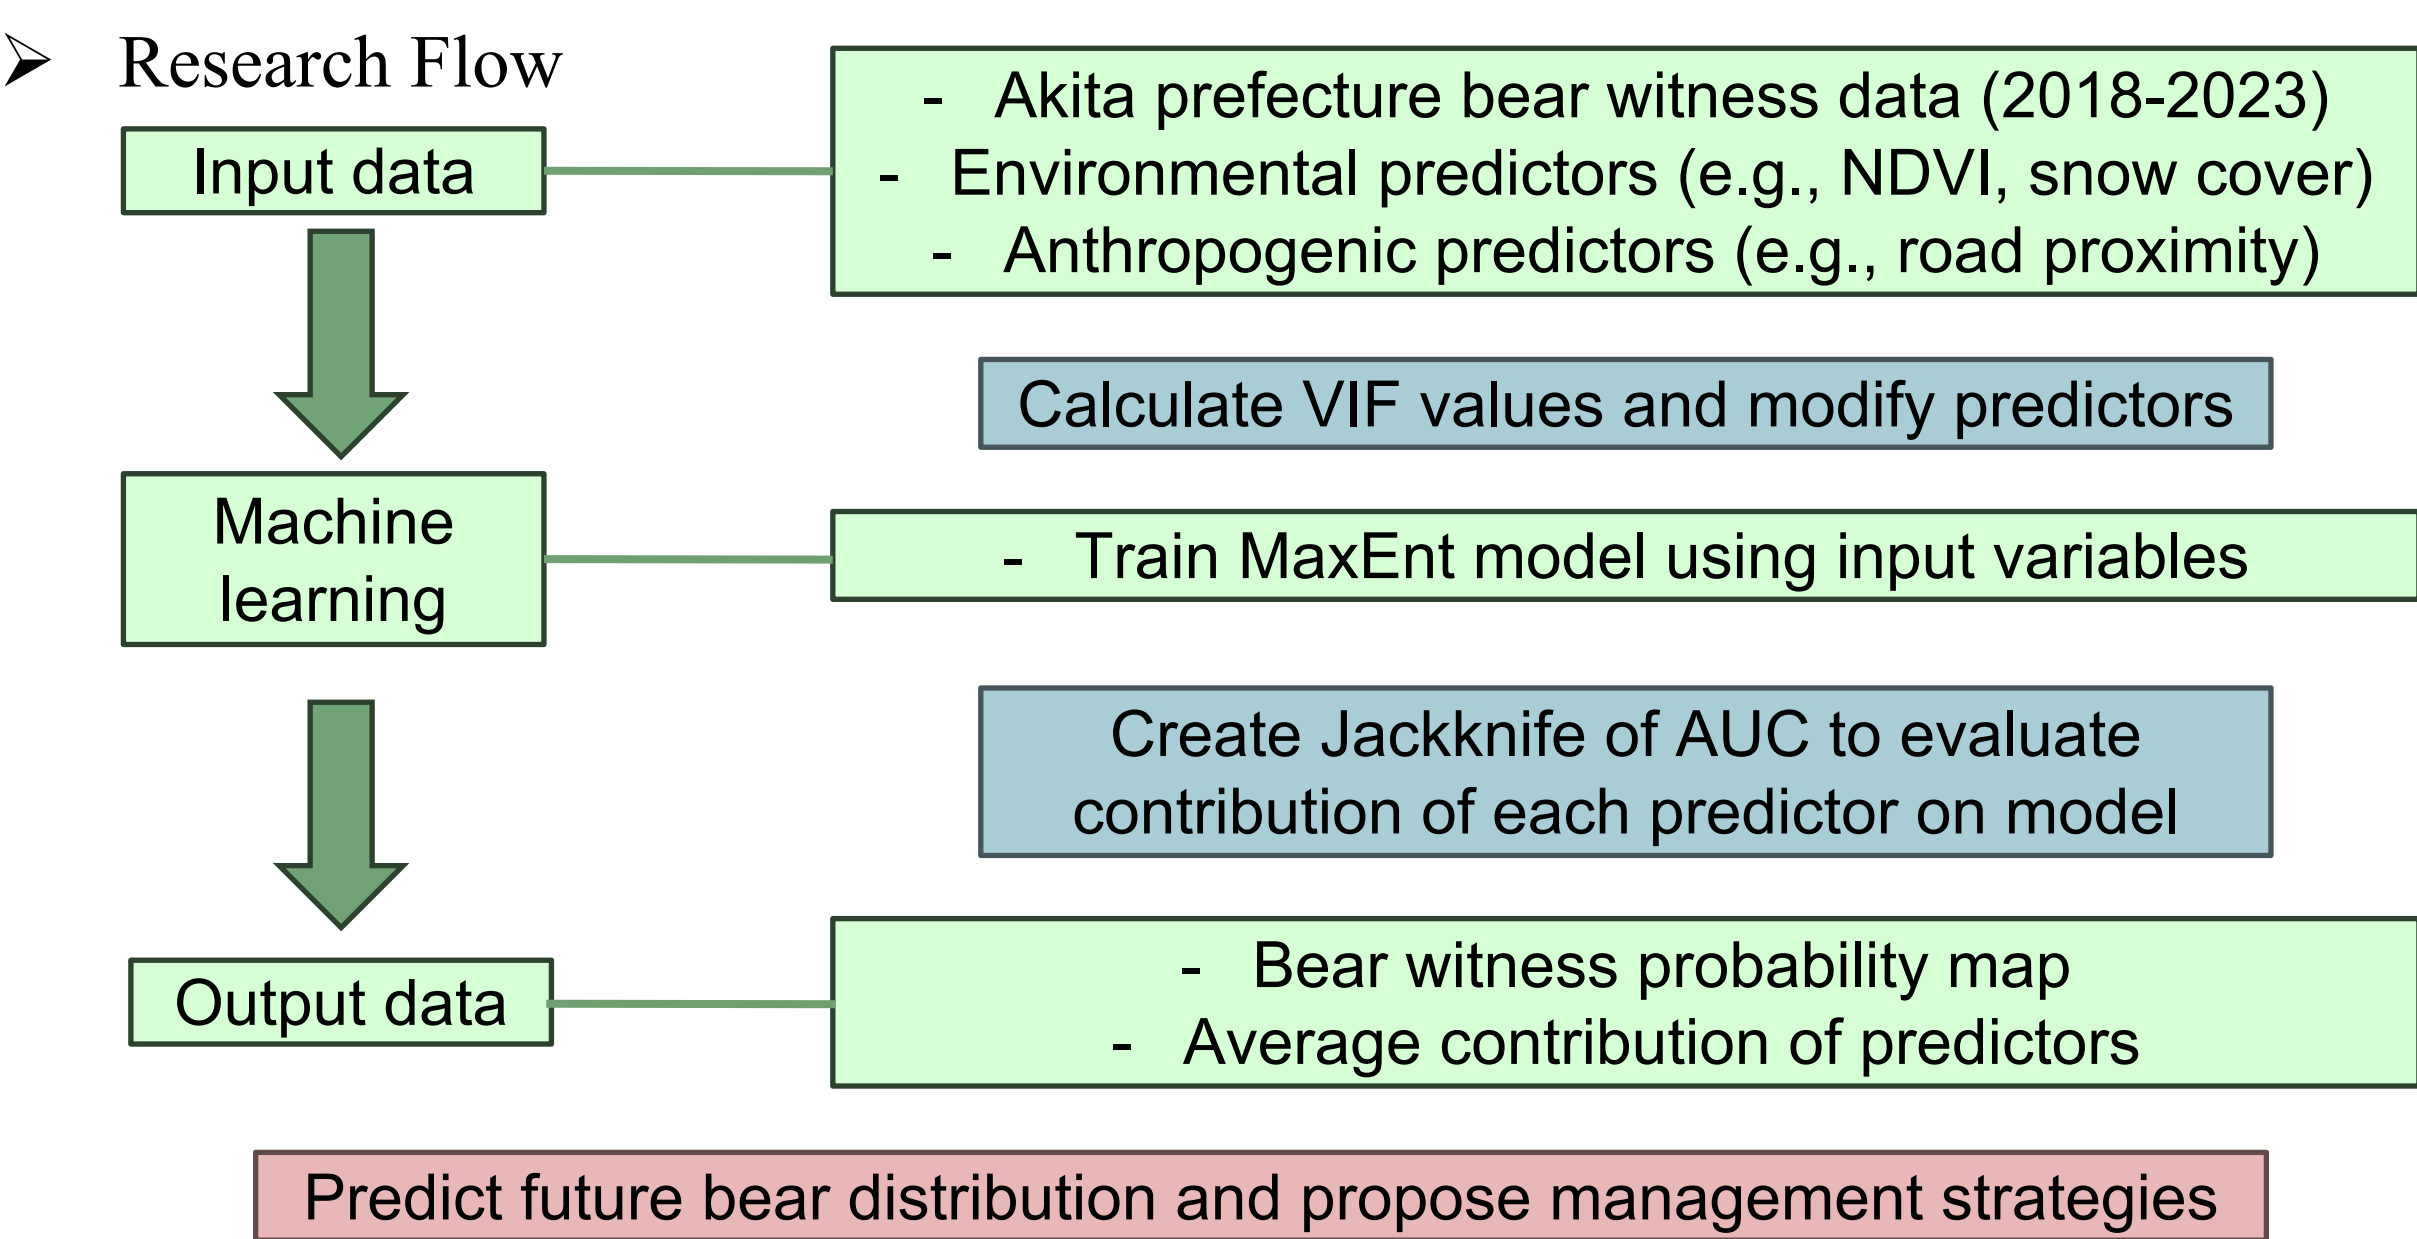 ➢ Research Flow
Input data
- Akita prefecture bear witness data (2018-2023)
- Environmental predictors (e.g., NDVI, snow cover)
- Anthropogenic predictors (e.g., road proximity)
Calculate VIF values and modify predictors
Machine
learning
- Train MaxEnt model using input variables
Create Jackknife of AUC to evaluate
contribution of each predictor on model
Output data
- Bear witness probability map
- Average contribution of predictors
Predict future bear distribution and propose management strategies